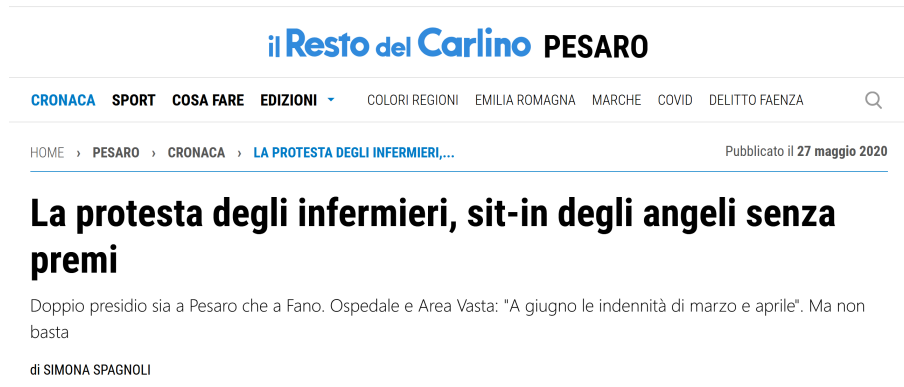 il Resto del Carlino PESARO
CRONACA SPORT COSA FARE EDIZIONI COLORI REGIONI EMILIA ROMAGNA MARCHE COVID DELITTO FAENZA
HOME › PESARO › CRONACA › LA PROTESTA DEGLI INFERMIERI,... Pubblicato il 27 maggio 2020
La protesta degli infermieri, sit-in degli angeli senza
premi
Doppio presidio sia a Pesaro che a Fano. Ospedale e Area Vasta: "A giugno le indennità di marzo e aprile". Ma non
basta
di SIMONA SPAGNOLI